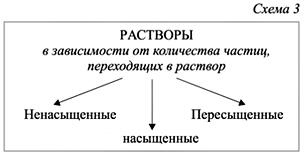 Схема 3
РАСТВОРЫ
в зависимости от количества частиц,
переходящих в раствор
Ненасыщенные Пересыщенные
насыщенные